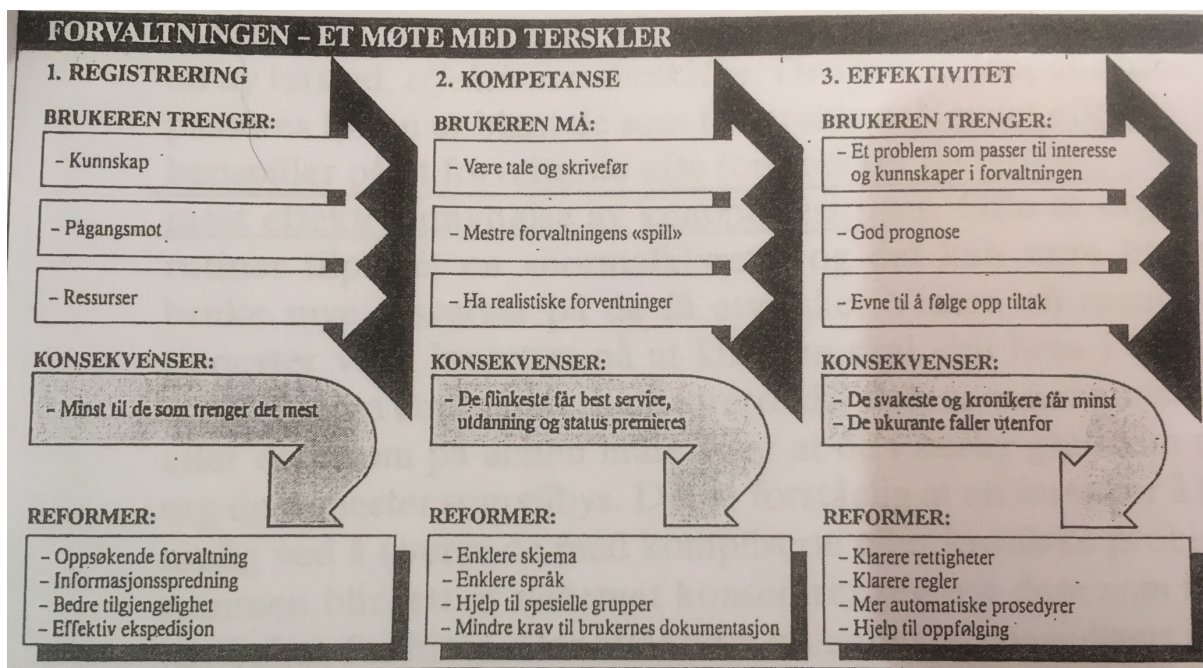 FORVALTNINGEN – ET MØTE MED TERSKLER
1. REGISTRERING
BRUKEREN TRENGER:
– Kunnskap
– Pågangsmot
– Ressurser
KONSEKVENSER:
– Minst til de som trenger det mest
REFORMER:
– Oppsøkende forvaltning
– Informasjonsspredning
– Bedre tilgjengelighet
– Effektiv ekspedisjon
2. KOMPETANSE
BRUKEREN MÅ:
– Være tale og skrivefør
– Mestre forvaltningens «spill»
– Ha realistiske forventninger
KONSEKVENSER:
– De flinkeste får best service,
utdanning og status premieres
REFORMER:
– Enklere skjema
– Enklere språk
– Hjelp til spesielle grupper
– Mindre krav til brukernes dokumentasjon
3. EFFEKTIVITET
BRUKEREN TRENGER:
– Et problem som passer til interesse
og kunnskaper i forvaltningen
– God prognose
– Evne til å følge opp tiltak
KONSEKVENSER:
– De svakeste og kronikere får minst
– De ukurante faller utenfor
REFORMER:
– Klarere rettigheter
– Klarere regler
– Mer automatiske prosedyrer
– Hjelp til oppfølging